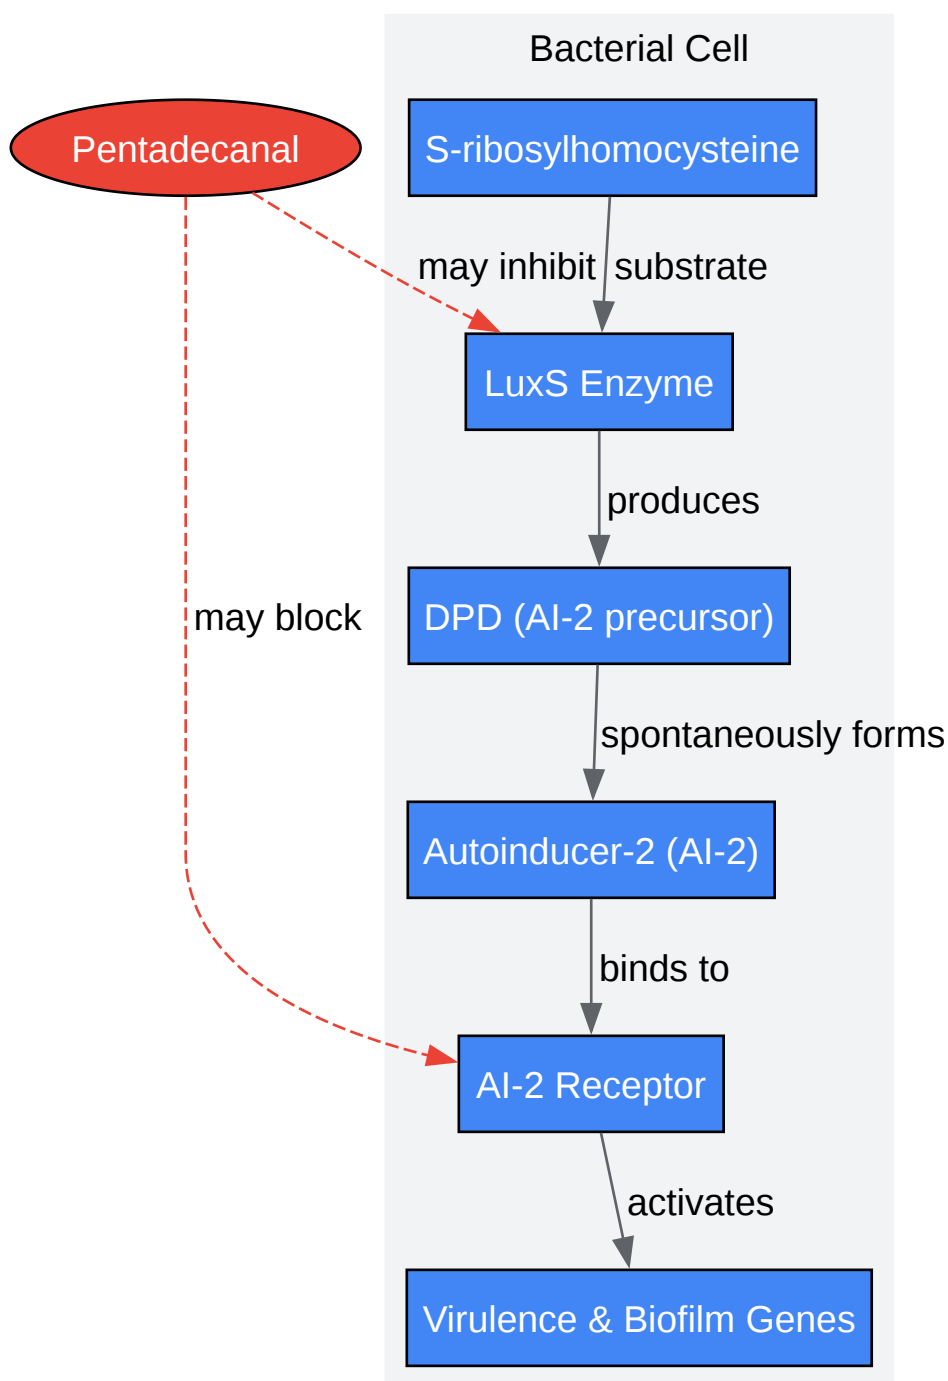 Bacterial Cell
Pentadecanal
S-ribosylhomocysteine
may inhibit
substrate
LuxS Enzyme
produces
may block
DPD (AI-2 precursor)
spontaneously forms
Autoinducer-2 (AI-2)
binds to
AI-2 Receptor
activates
Virulence & Biofilm Genes